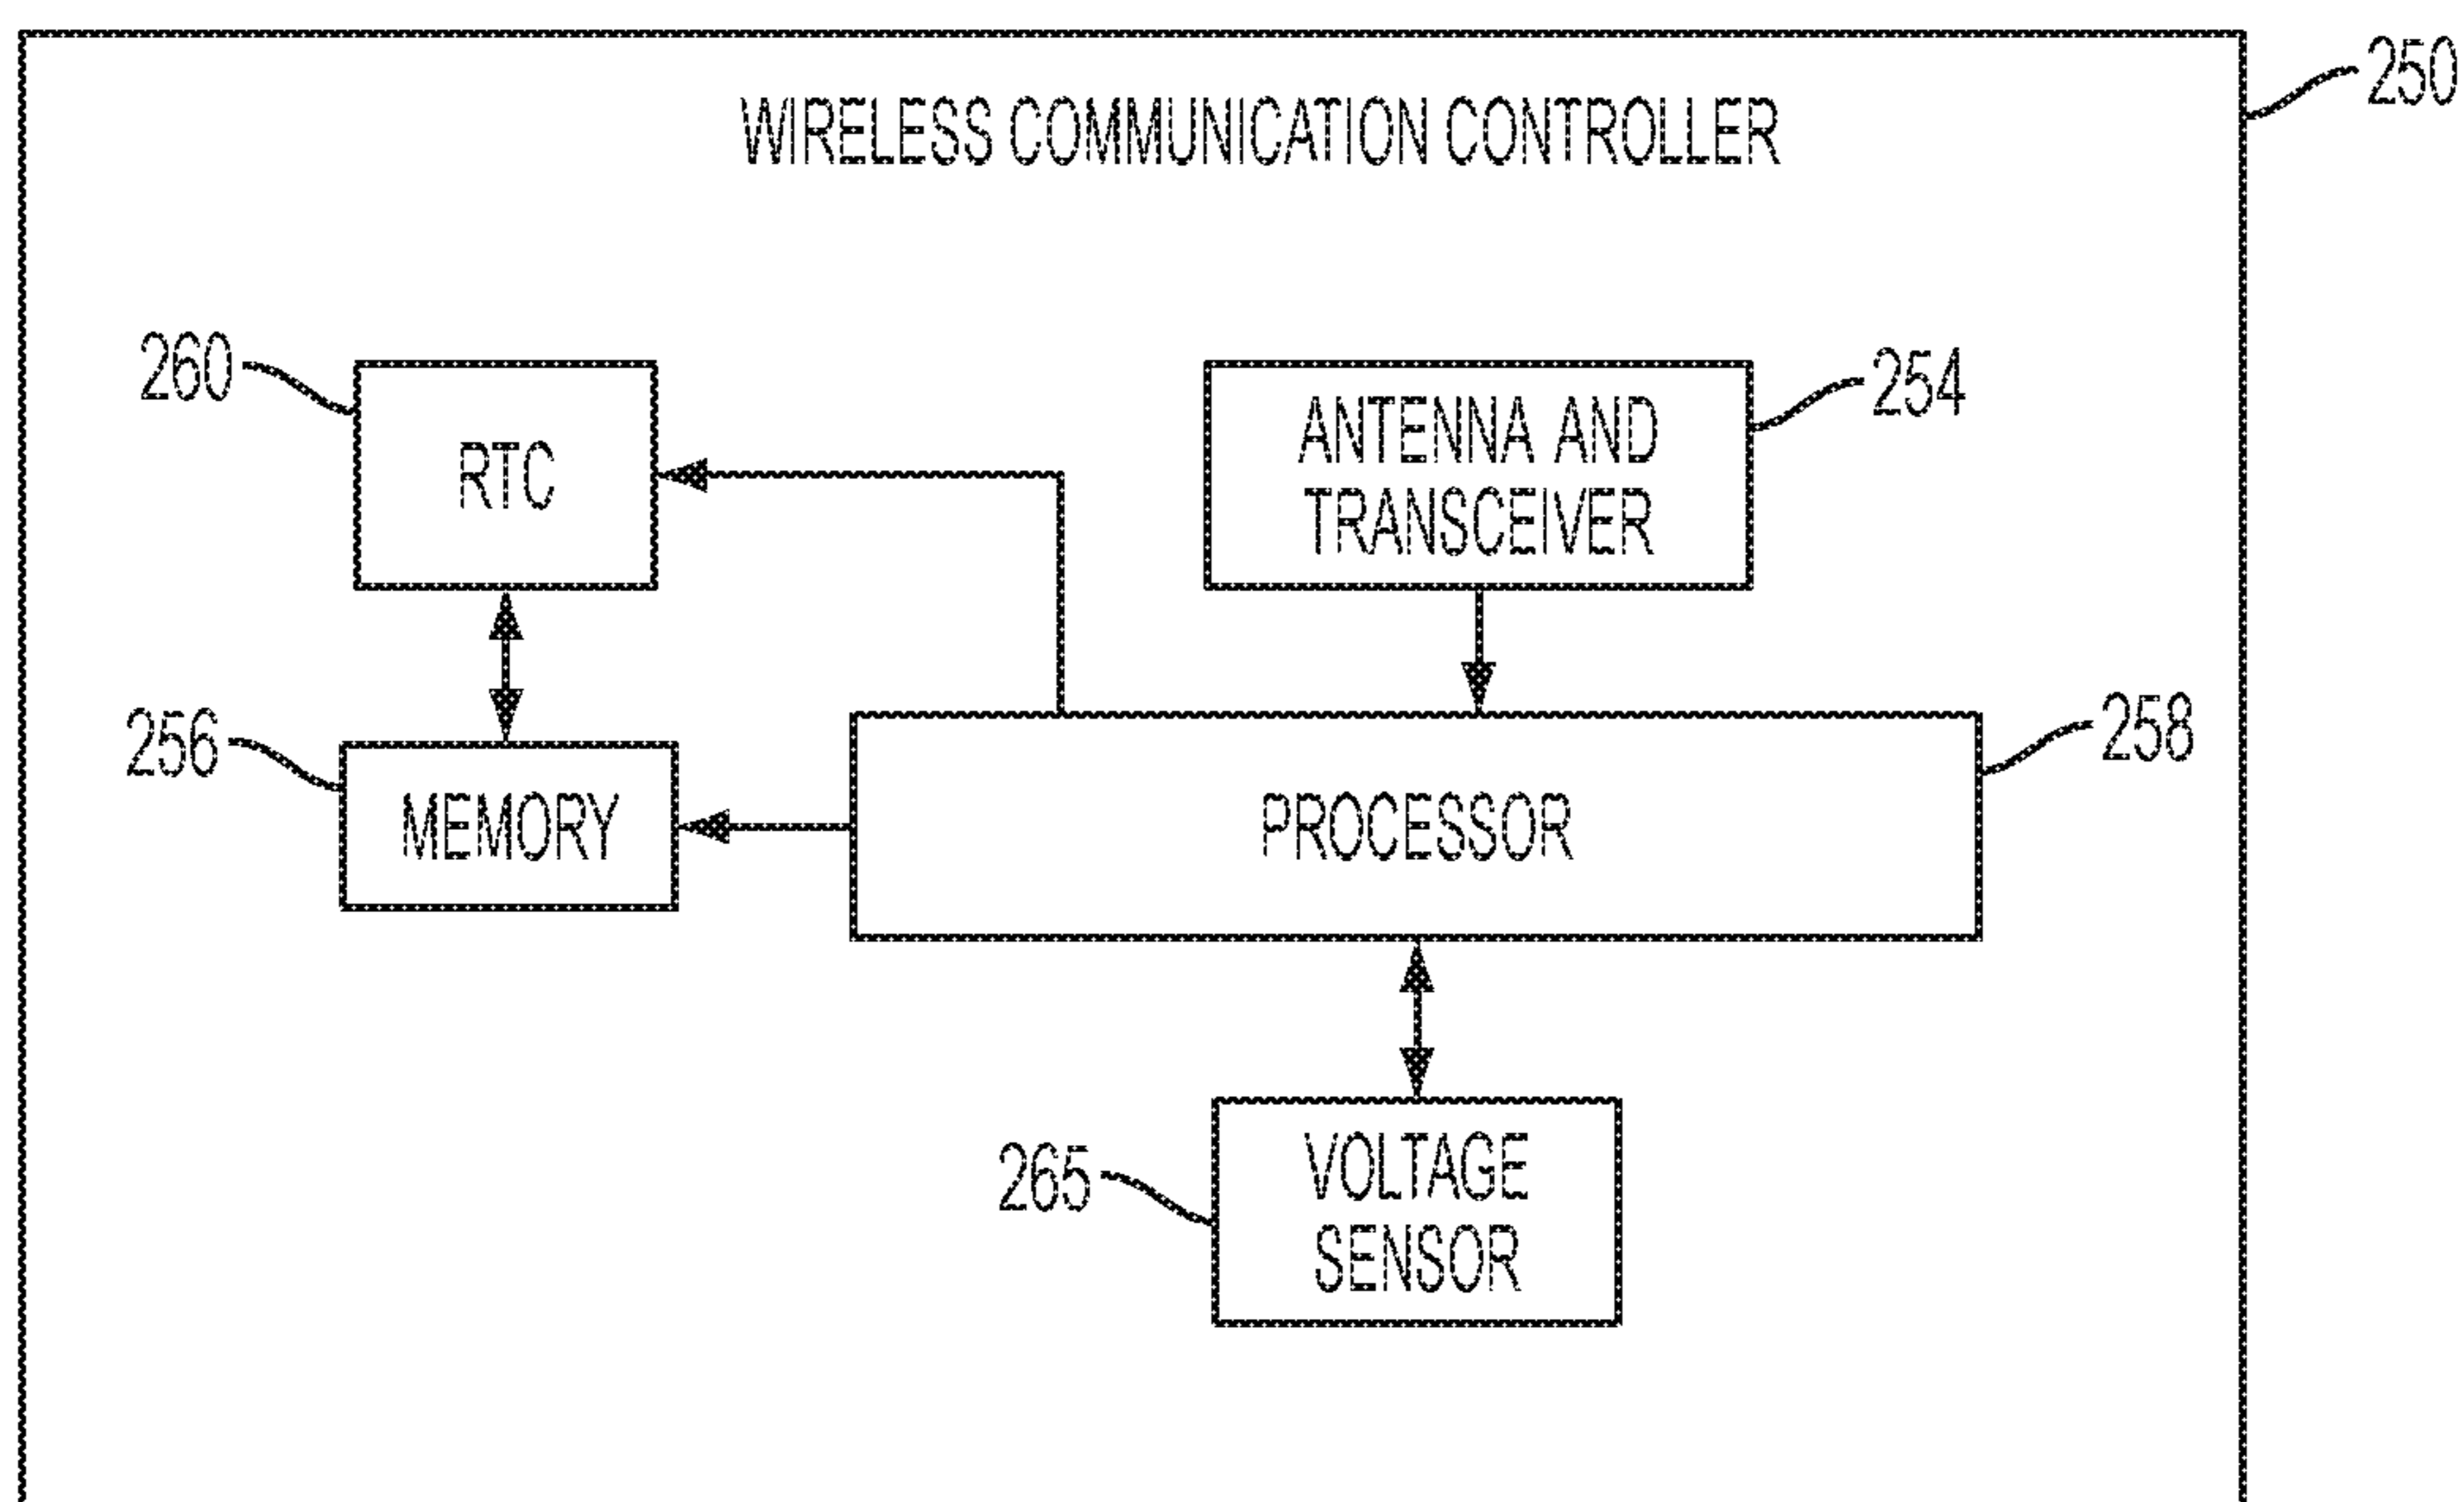 250
WIRELESS COMMUNICATION CONTROLLER
260
RTC
ANTENNA AND
TRANSCEIVER
254
256
MEMORY
PROCESSOR
258
265
VOLTAGE
SENSOR